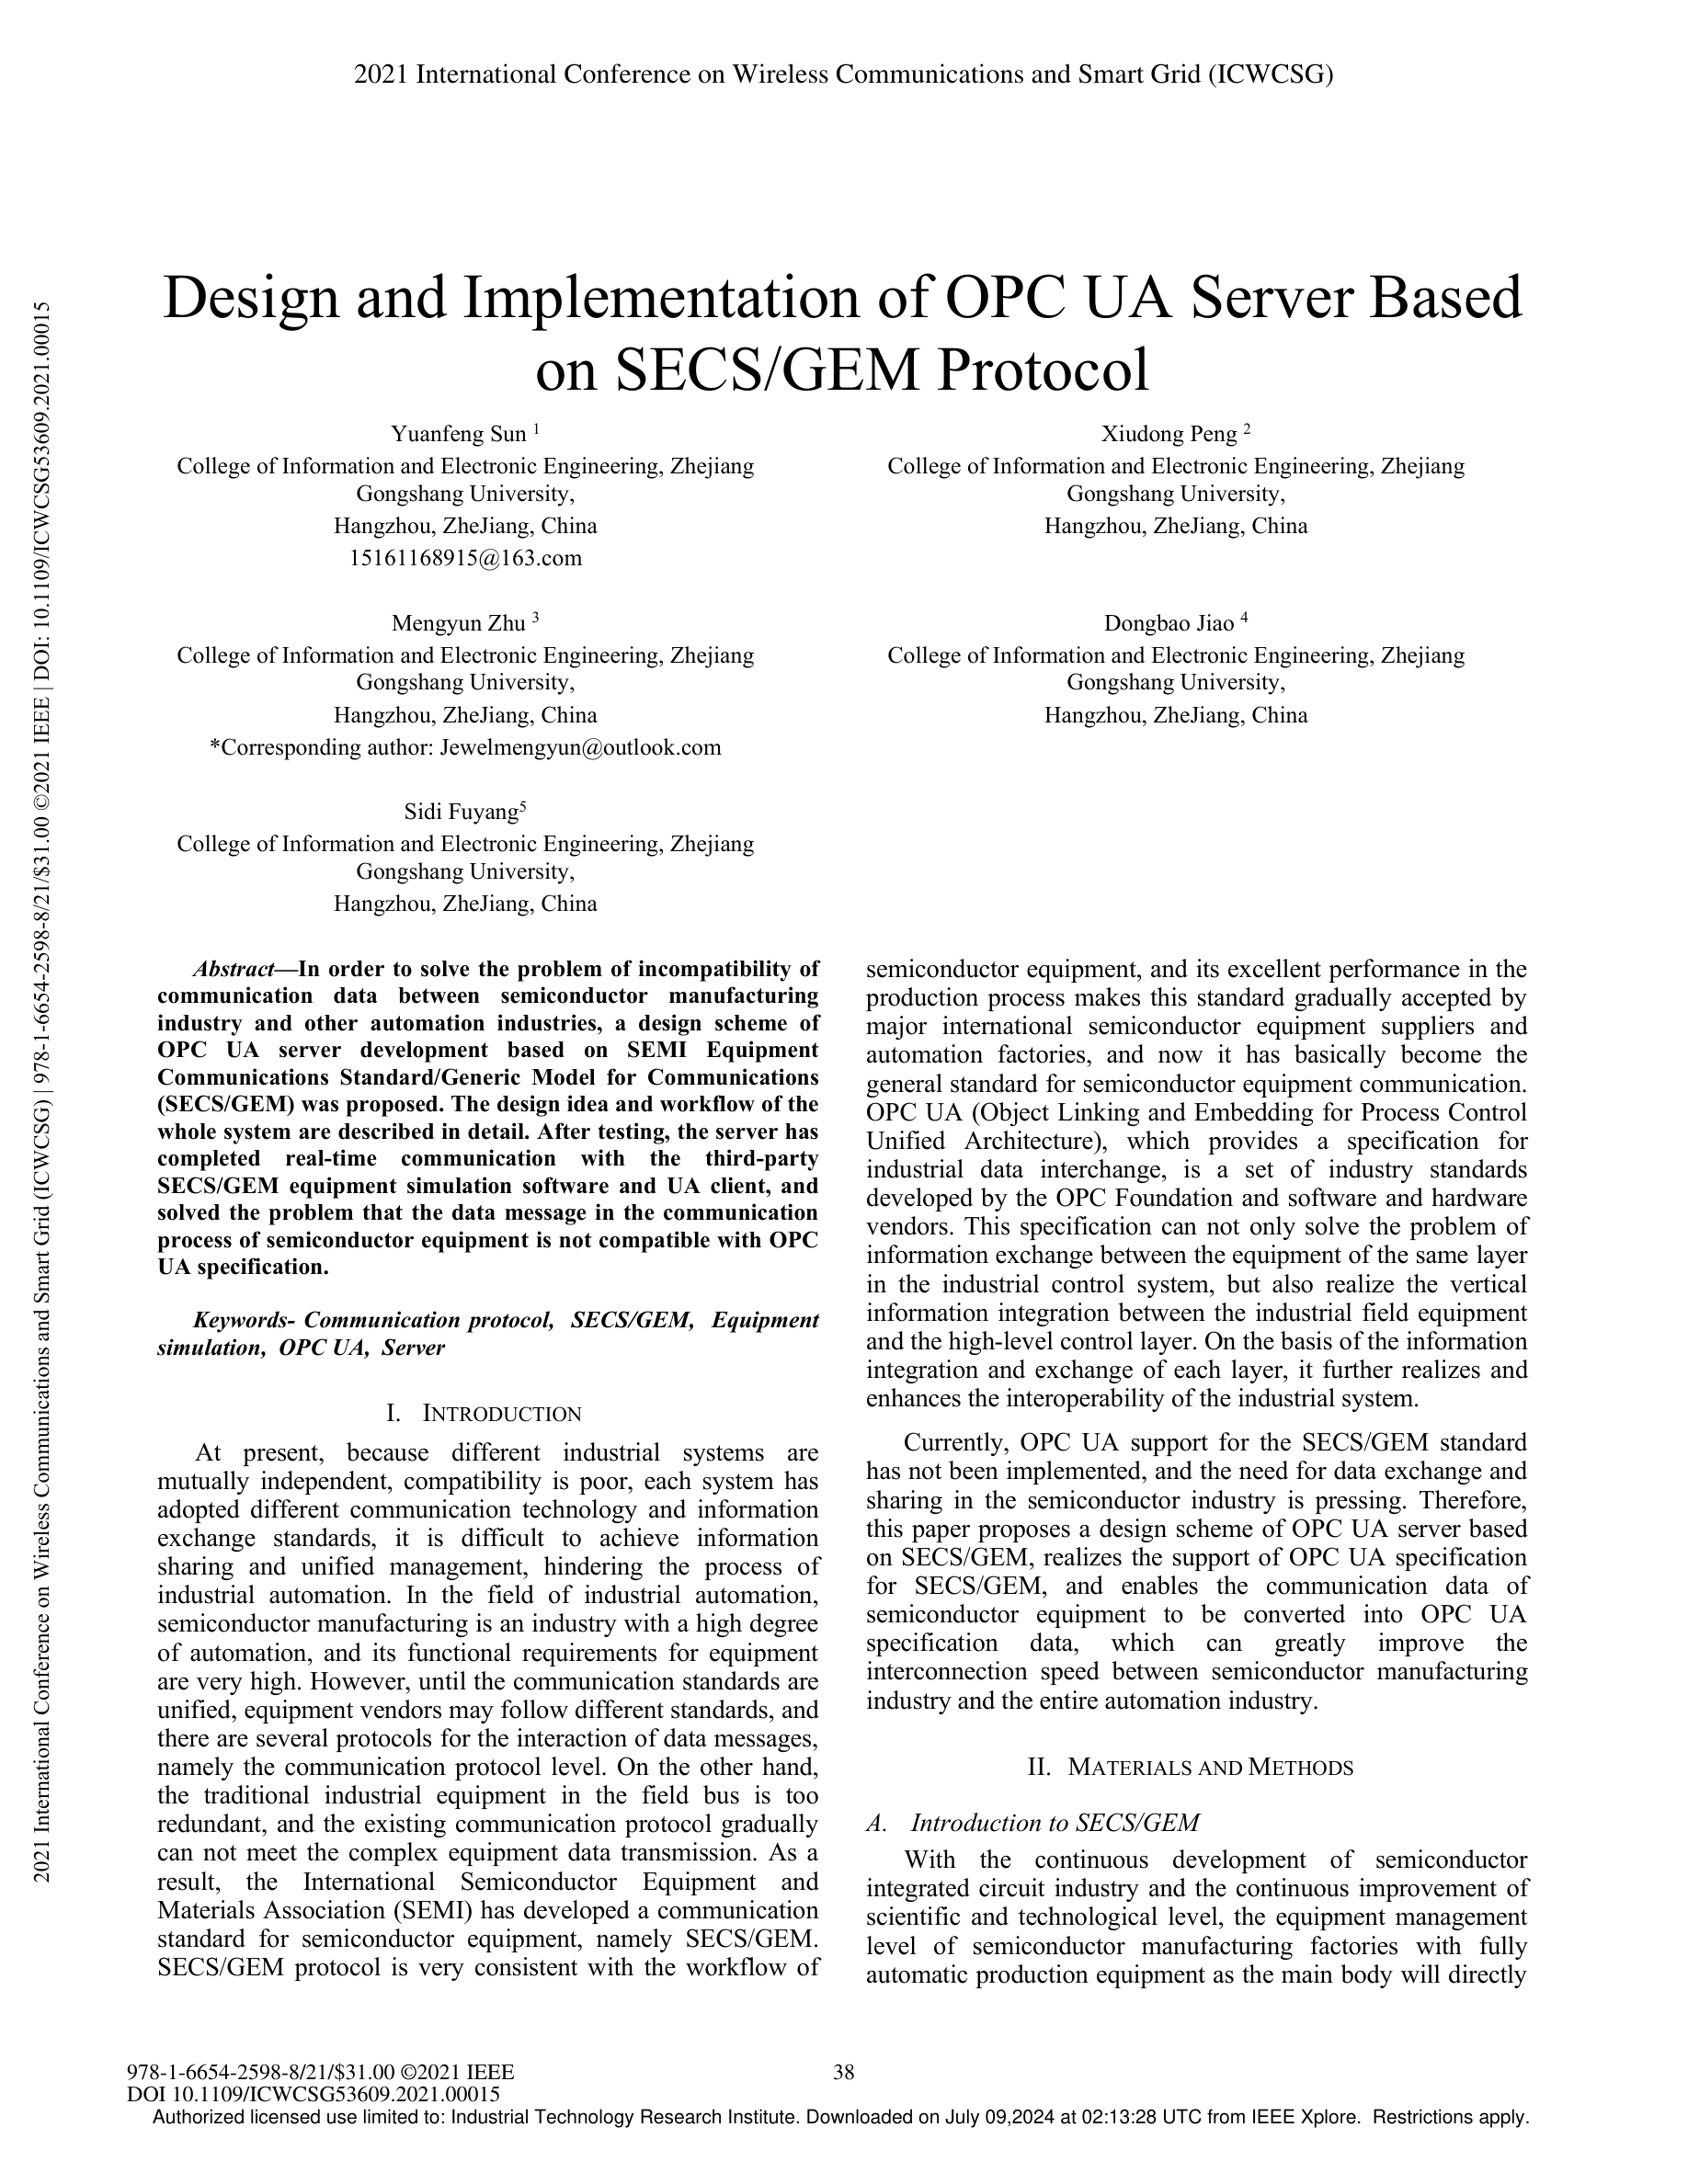 2021 International Conference on Wireless Communications and Smart Grid (ICWCSG)
2021 International Conference on Wireless Communications and Smart Grid (ICWCSG) | 978-1-6654-2598-8/21/$31.00 ©2021 IEEE | DOI: 10.1109/ICWCSG53609.2021.00015
Design and Implementation of OPC UA Server Based
on SECS/GEM Protocol
Yuanfeng Sun 1
College of Information and Electronic Engineering, Zhejiang
Gongshang University,
Hangzhou, ZheJiang, China
15161168915@163.com
Xiudong Peng 2
College of Information and Electronic Engineering, Zhejiang
Gongshang University,
Hangzhou, ZheJiang, China
Mengyun Zhu 3
College of Information and Electronic Engineering, Zhejiang
Gongshang University,
Hangzhou, ZheJiang, China
*Corresponding author: Jewelmengyun@outlook.com
Dongbao Jiao 4
College of Information and Electronic Engineering, Zhejiang
Gongshang University,
Hangzhou, ZheJiang, China
Sidi Fuyang5
College of Information and Electronic Engineering, Zhejiang
Gongshang University,
Hangzhou, ZheJiang, China
Abstract—In order to solve the problem of incompatibility of
communication data between semiconductor manufacturing
industry and other automation industries, a design scheme of
OPC UA server development based on SEMI Equipment
Communications Standard/Generic Model for Communications
(SECS/GEM) was proposed. The design idea and workflow of the
whole system are described in detail. After testing, the server has
completed real-time communication with the third-party
SECS/GEM equipment simulation software and UA client, and
solved the problem that the data message in the communication
process of semiconductor equipment is not compatible with OPC
UA specification.
Keywords- Communication protocol, SECS/GEM, Equipment
simulation, OPC UA, Server
I. INTRODUCTION
At present, because different industrial systems are
mutually independent, compatibility is poor, each system has
adopted different communication technology and information
exchange standards, it is difficult to achieve information
sharing and unified management, hindering the process of
industrial automation. In the field of industrial automation,
semiconductor manufacturing is an industry with a high degree
of automation, and its functional requirements for equipment
are very high. However, until the communication standards are
unified, equipment vendors may follow different standards, and
there are several protocols for the interaction of data messages,
namely the communication protocol level. On the other hand,
the traditional industrial equipment in the field bus is too
redundant, and the existing communication protocol gradually
can not meet the complex equipment data transmission. As a
result, the International Semiconductor Equipment and
Materials Association (SEMI) has developed a communication
standard for semiconductor equipment, namely SECS/GEM.
SECS/GEM protocol is very consistent with the workflow of
semiconductor equipment, and its excellent performance in the
production process makes this standard gradually accepted by
major international semiconductor equipment suppliers and
automation factories, and now it has basically become the
general standard for semiconductor equipment communication.
OPC UA (Object Linking and Embedding for Process Control
Unified Architecture), which provides a specification for
industrial data interchange, is a set of industry standards
developed by the OPC Foundation and software and hardware
vendors. This specification can not only solve the problem of
information exchange between the equipment of the same layer
in the industrial control system, but also realize the vertical
information integration between the industrial field equipment
and the high-level control layer. On the basis of the information
integration and exchange of each layer, it further realizes and
enhances the interoperability of the industrial system.
Currently, OPC UA support for the SECS/GEM standard
has not been implemented, and the need for data exchange and
sharing in the semiconductor industry is pressing. Therefore,
this paper proposes a design scheme of OPC UA server based
on SECS/GEM, realizes the support of OPC UA specification
for SECS/GEM, and enables the communication data of
semiconductor equipment to be converted into OPC UA
specification data, which can greatly improve the
interconnection speed between semiconductor manufacturing
industry and the entire automation industry.
II. MATERIALS AND METHODS
A. Introduction to SECS/GEM
With the continuous development of semiconductor
integrated circuit industry and the continuous improvement of
scientific and technological level, the equipment management
level of semiconductor manufacturing factories with fully
automatic production equipment as the main body will directly
978-1-6654-2598-8/21/$31.00 ©2021 IEEE
DOI 10.1109/ICWCSG53609.2021.00015
38
Authorized licensed use limited to: Industrial Technology Research Institute. Downloaded on July 09,2024 at 02:13:28 UTC from IEEE Xplore. Restrictions apply.